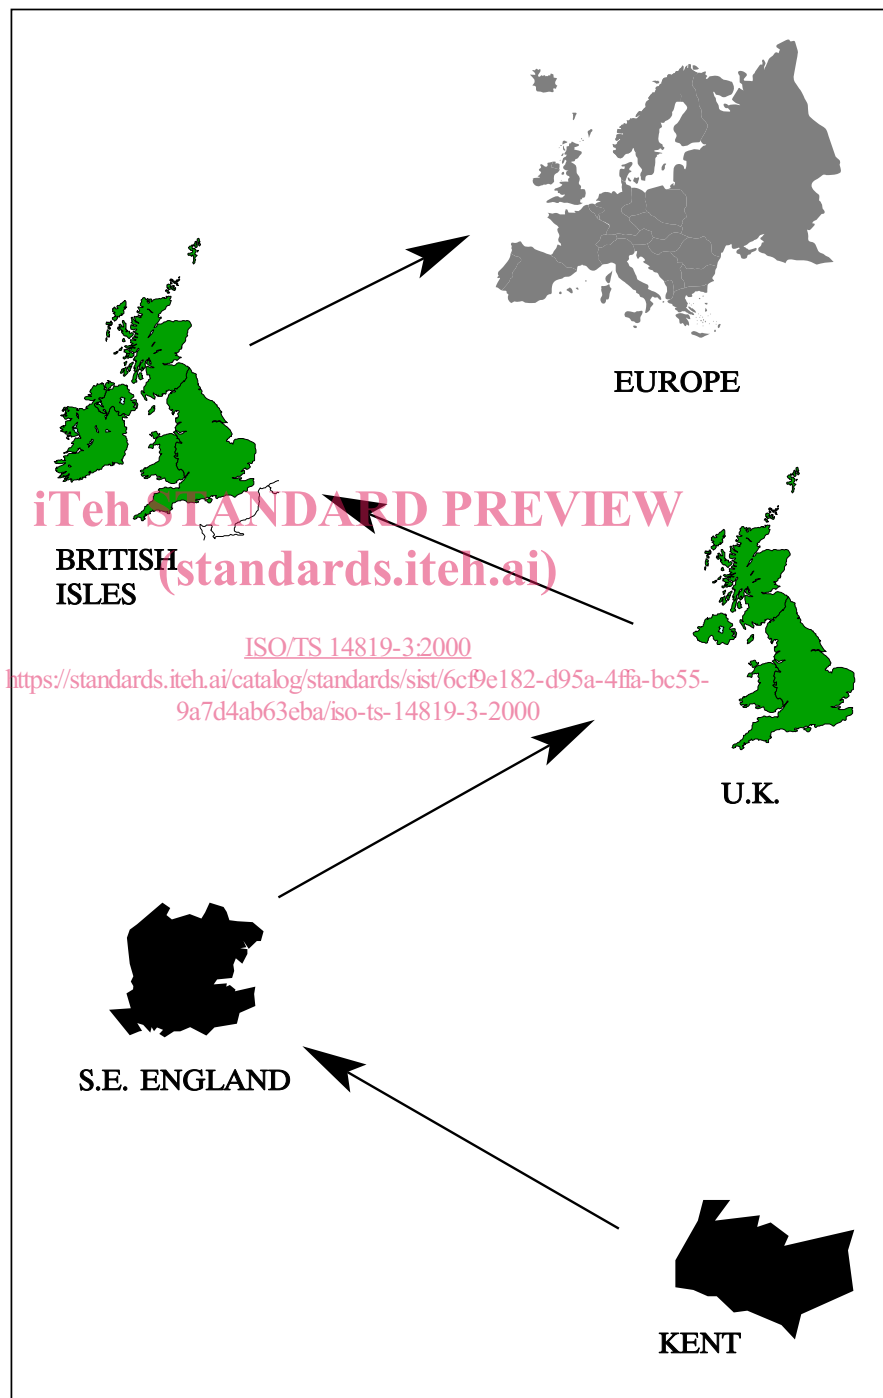 EUROPE
iTeh STANDARD PREVIEW
BRITISH
(standards.iteh.ai)
ISLES
ISO/TS 14819-3:2000
https://standards.iteh.ai/catalog/standards/sist/6cf9e182-d95a-4ffa-bc55-
9a7d4ab63eba/iso-ts-14819-3-2000
U.K.
S.E. ENGLAND
KENT